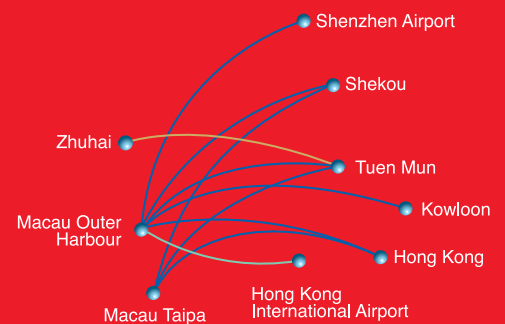 Shenzhen Airport
Shekou
Zhuhai
Tuen Mun
Kowloon
Macau Outer
Harbour
Hong Kong
Hong Kong
International Airport
Macau Taipa